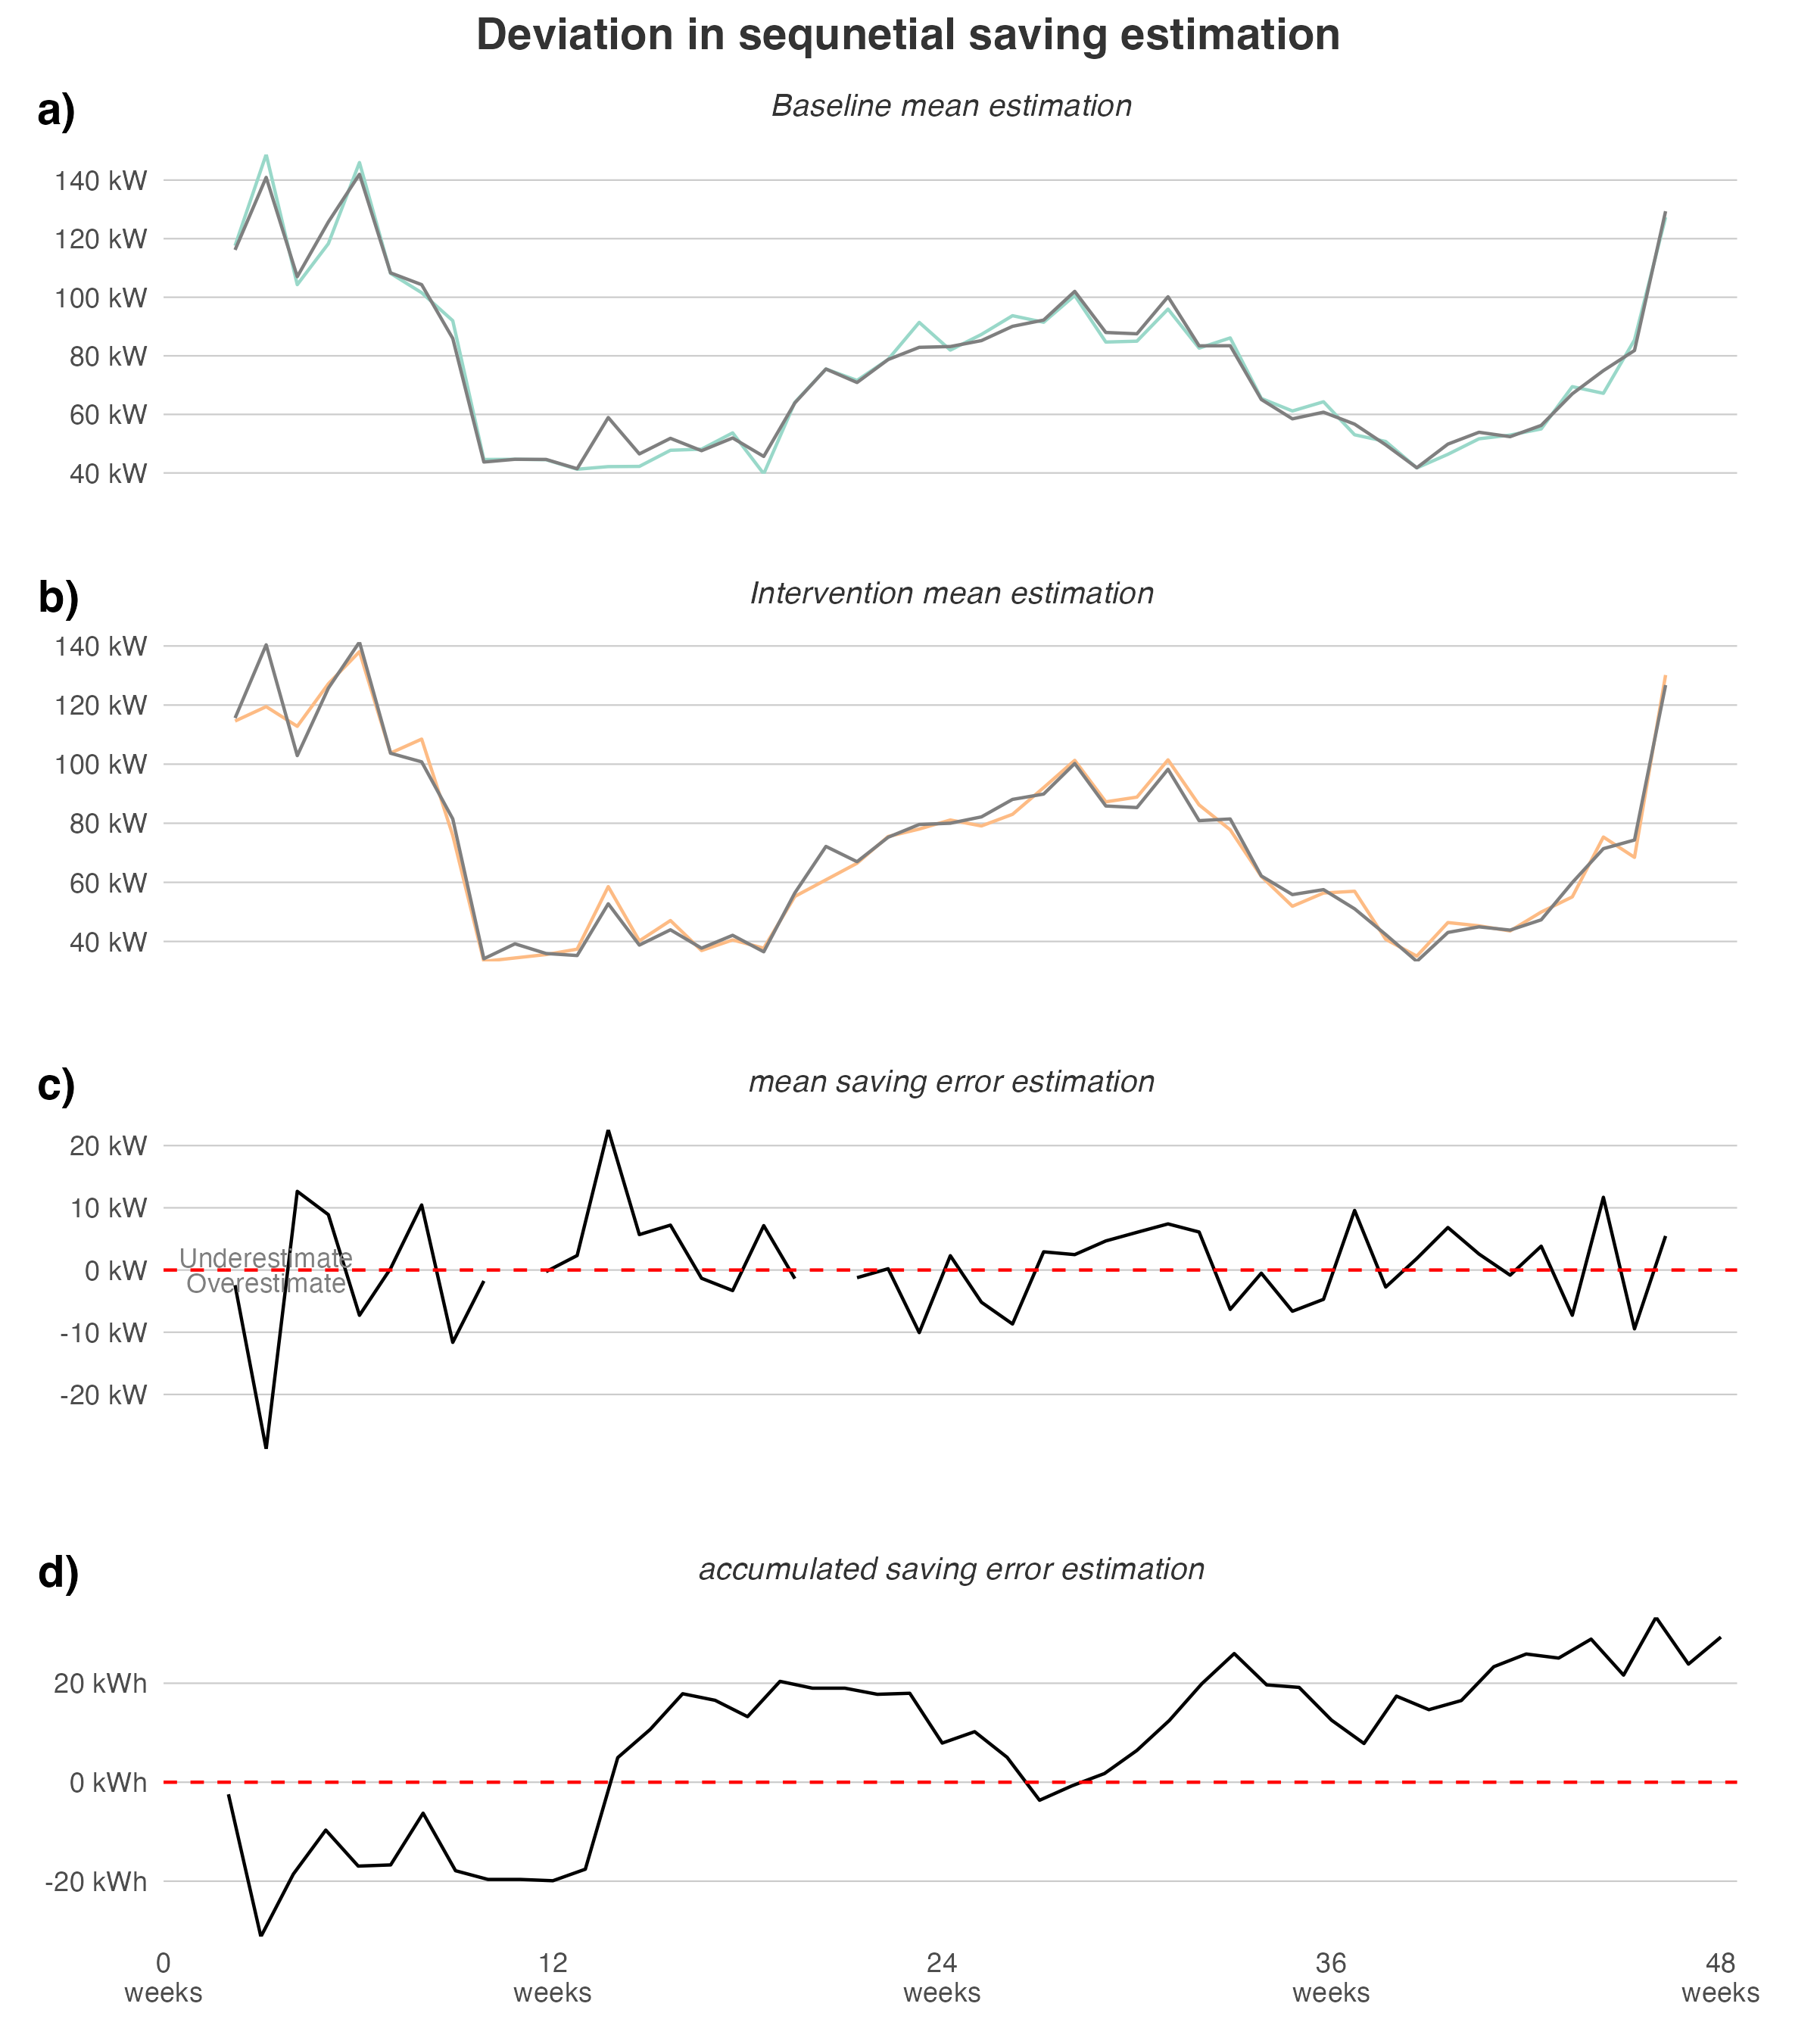 Deviation in sequnetial saving estimation
a)
Baseline mean estimation
140 kW
120 kW
100 kW
80 kW
60 kW
40 kW
b)
Intervention mean estimation
140 kW
120 kW
100 kW
80 kW
60 kW
40 kW
c)
mean saving error estimation
20 kW
10 kW
Underestimate
0 kW
Overestimate
-10 kW
-20 kW
d)
accumulated saving error estimation
20 kWh
0 kWh
-20 kWh
0 12 24 36 48
weeks weeks weeks weeks weeks